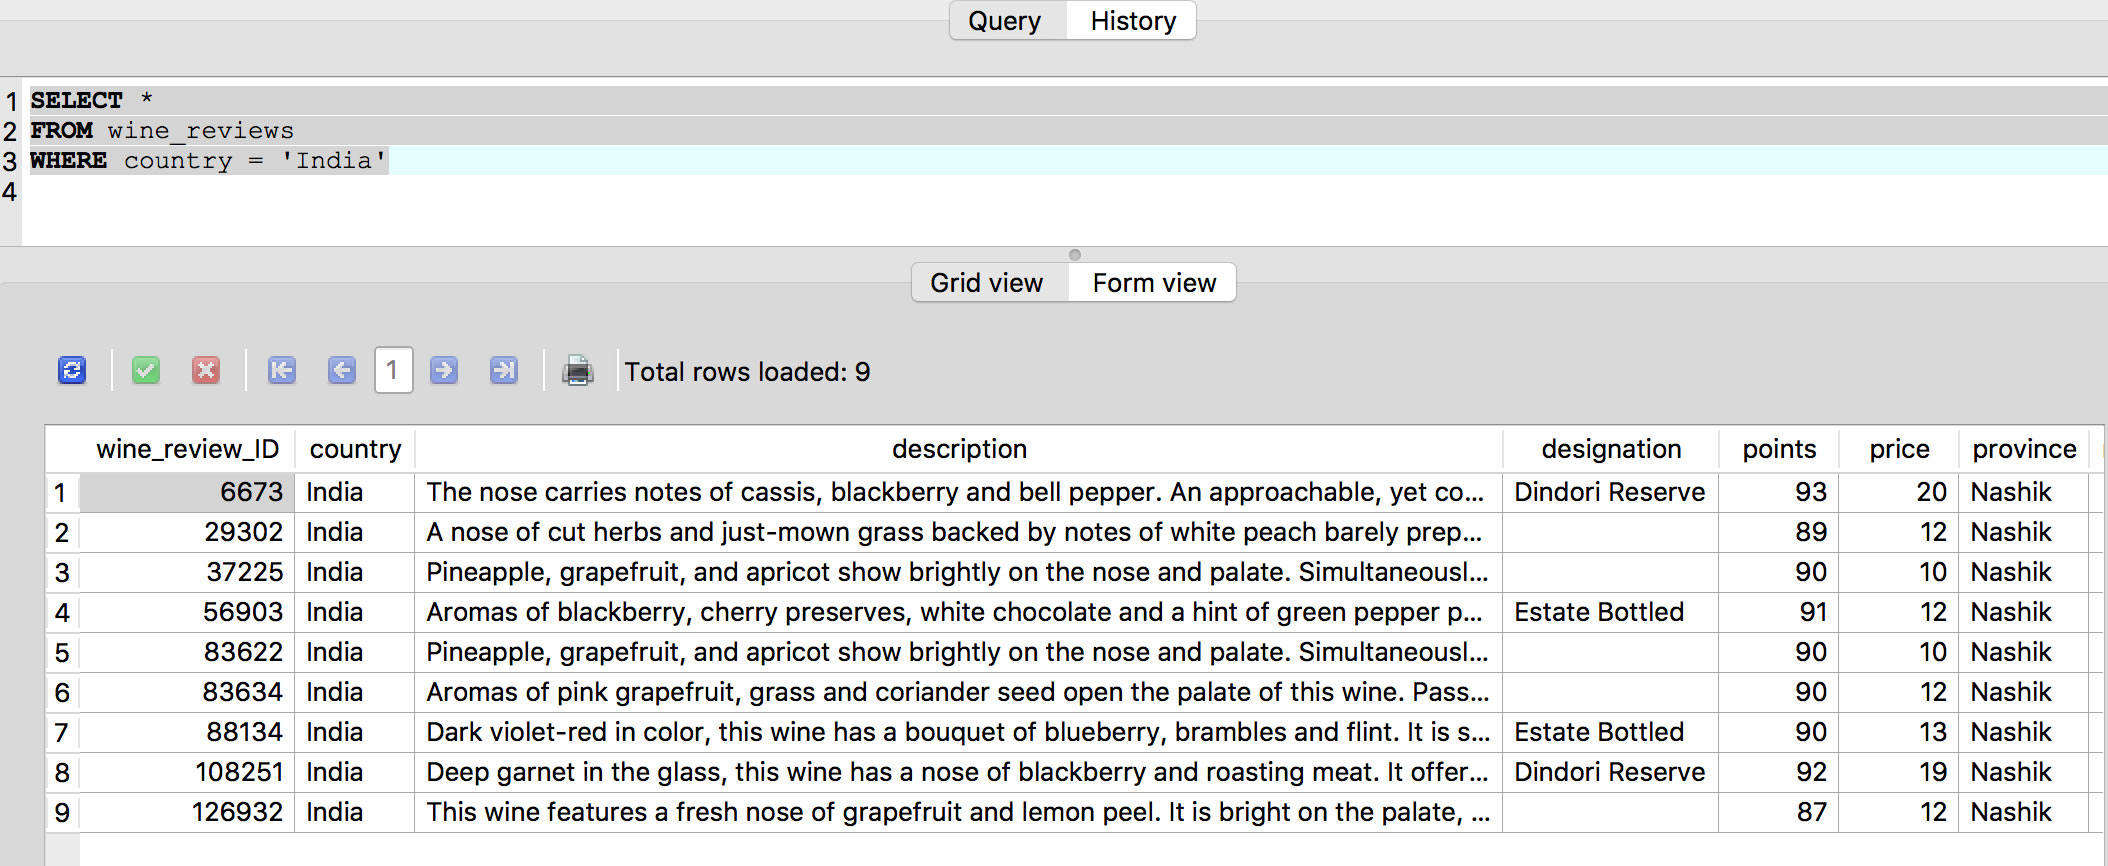 Query History
1 SELECT *
2 FROM wine_reviews
3 WHERE country = 'India'
4
Grid view Form view
1 Total rows loaded: 9
wine_review_ID country description designation points price province
1 6673 India The nose carries notes of cassis, blackberry and bell pepper. An approachable, yet co... Dindori Reserve 93 20 Nashik
2 29302 India A nose of cut herbs and just-mown grass backed by notes of white peach barely prep... 89 12 Nashik
3 37225 India Pineapple, grapefruit, and apricot show brightly on the nose and palate. Simultaneousl... 90 10 Nashik
4 56903 India Aromas of blackberry, cherry preserves, white chocolate and a hint of green pepper p... Estate Bottled 91 12 Nashik
5 83622 India Pineapple, grapefruit, and apricot show brightly on the nose and palate. Simultaneousl... 90 10 Nashik
6 83634 India Aromas of pink grapefruit, grass and coriander seed open the palate of this wine. Pass... 90 12 Nashik
7 88134 India Dark violet-red in color, this wine has a bouquet of blueberry, brambles and flint. It is s... Estate Bottled 90 13 Nashik
8 108251 India Deep garnet in the glass, this wine has a nose of blackberry and roasting meat. It offer... Dindori Reserve 92 19 Nashik
9 126932 India This wine features a fresh nose of grapefruit and lemon peel. It is bright on the palate, ... 87 12 Nashik